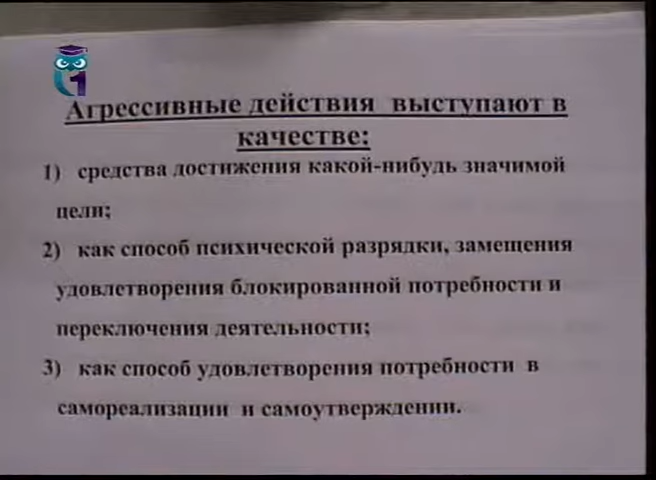 1
Агрессивные действия выступают в
качестве:
1) средства достижения какой-нибудь значимой
цели;
2) как способ психической разрядки, замещения
удовлетворения блокированной потребности и
переключения деятельности;
3) как способ удовлетворения потребности в
самореализации и самоутверждении.